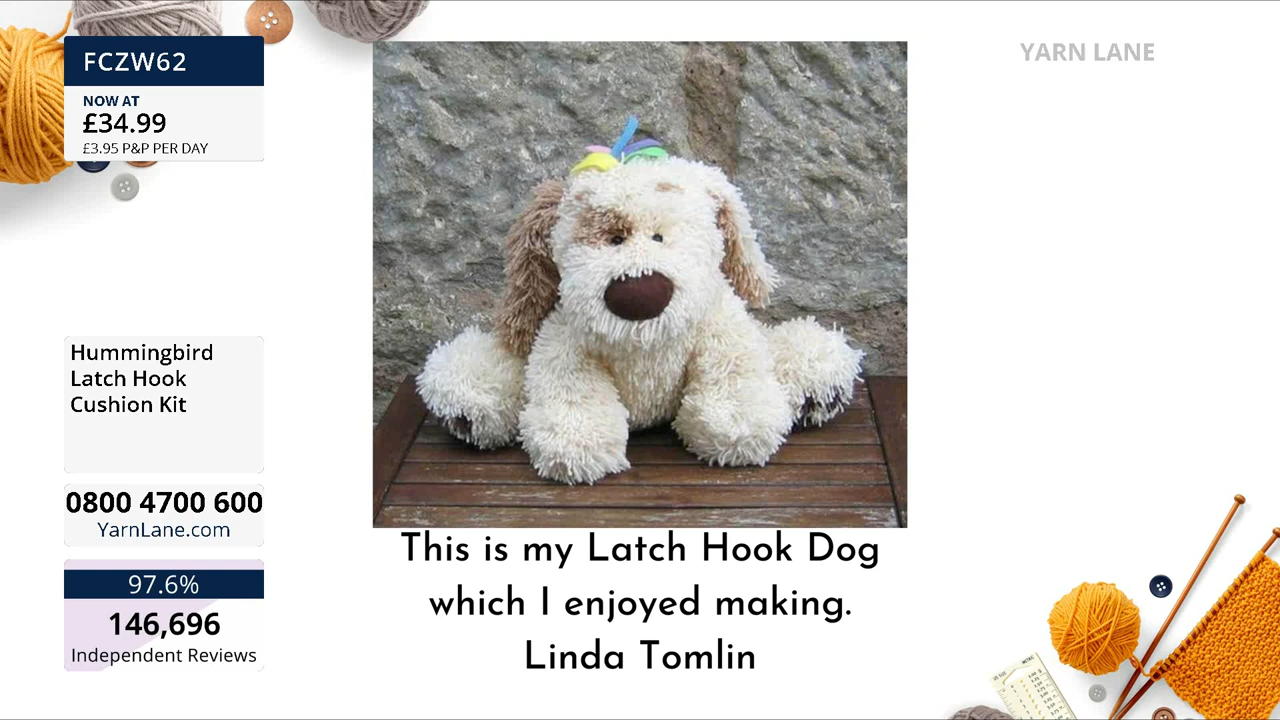 FCZW62
NOW AT
£34.99
£3.95 P&P PER DAY
YARN LANE
Hummingbird
Latch Hook
Cushion Kit
0800 4700 600
YarnLane.com
97.6%
146,696
Independent Reviews
This is my Latch Hook Dog
which I enjoyed making.
Linda Tomlin